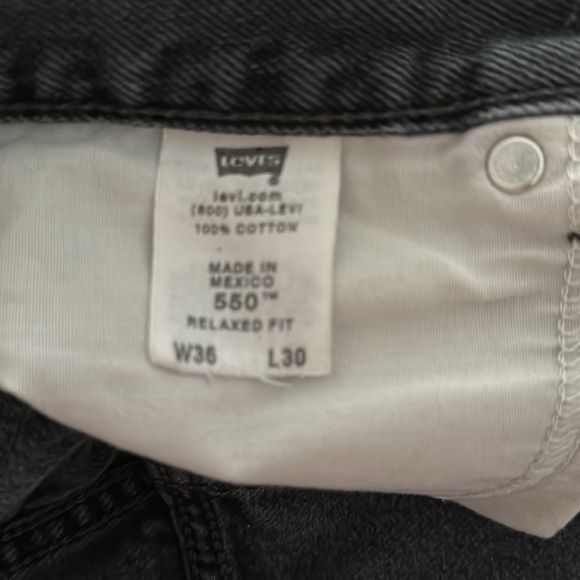 Levi's
®
levi.com
(800) USA-LEVI
100% COTTON
MADE IN
MEXICO
550™
RELAXED FIT
W36 L30